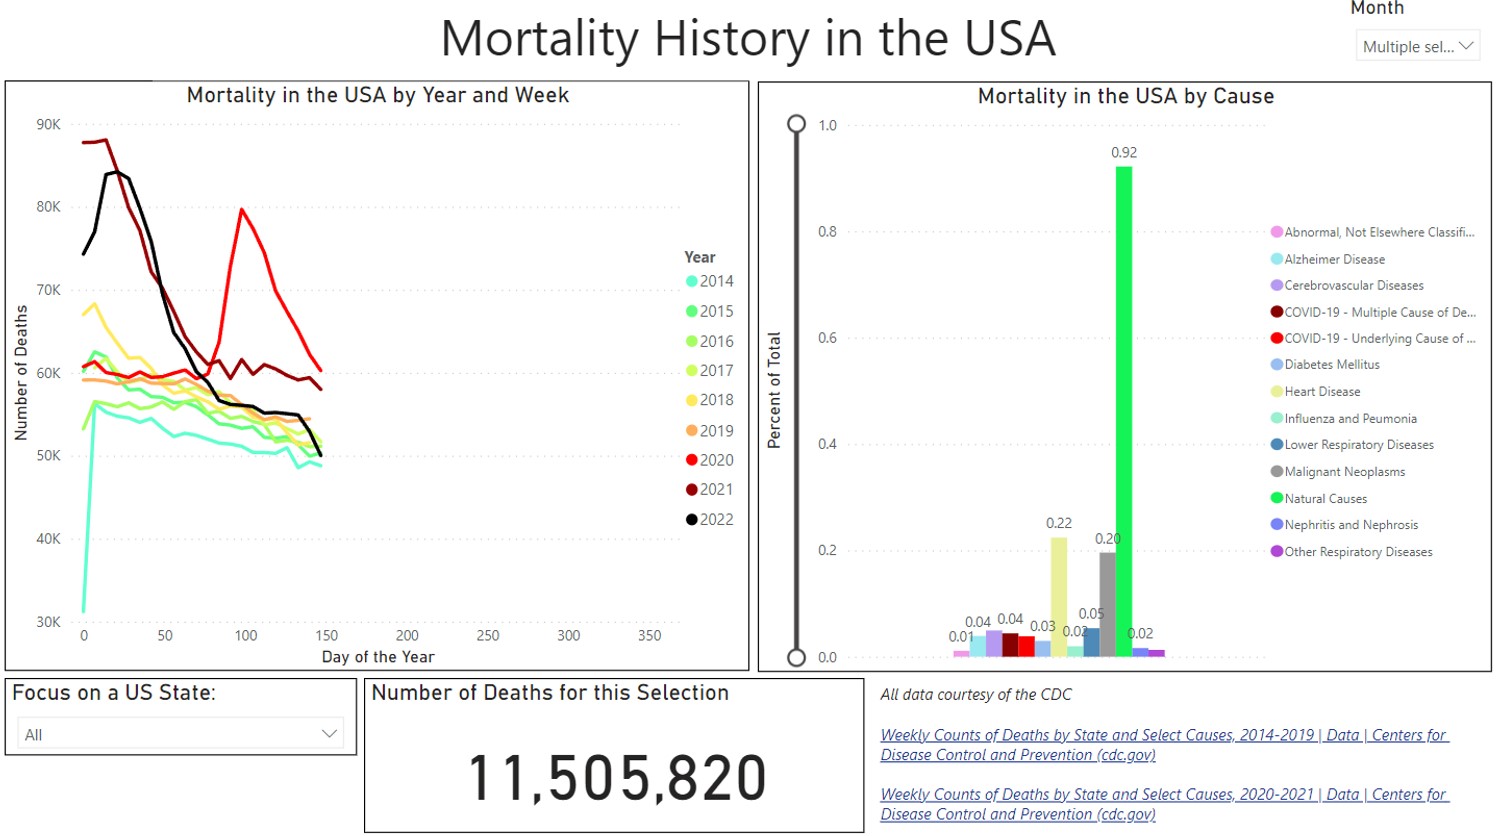 Mortality History in the USA
Month
Multiple sel...
Mortality in the USA by Year and Week
90K
80K
70K
60K
50K
40K
30K
Number of Deaths
0 50 100 150 200 250 300 350
Day of the Year
Year
2014
2015
2016
2017
2018
2019
2020
2021
2022
Mortality in the USA by Cause
1.0
0.8
0.6
0.4
0.2
0.0
Percent of Total
0.01
0.04
0.04
0.03
0.22
0.02
0.05
0.20
0.92
0.02
Abnormal, Not Elsewhere Classifi...
Alzheimer Disease
Cerebrovascular Diseases
COVID-19 - Multiple Cause of De...
COVID-19 - Underlying Cause of ...
Diabetes Mellitus
Heart Disease
Influenza and Peumonia
Lower Respiratory Diseases
Malignant Neoplasms
Natural Causes
Nephritis and Nephrosis
Other Respiratory Diseases
Focus on a US State:
All
Number of Deaths for this Selection
11,505,820
All data courtesy of the CDC
Weekly Counts of Deaths by State and Select Causes, 2014-2019 | Data | Centers for
Disease Control and Prevention (cdc.gov)
Weekly Counts of Deaths by State and Select Causes, 2020-2021 | Data | Centers for
Disease Control and Prevention (cdc.gov)